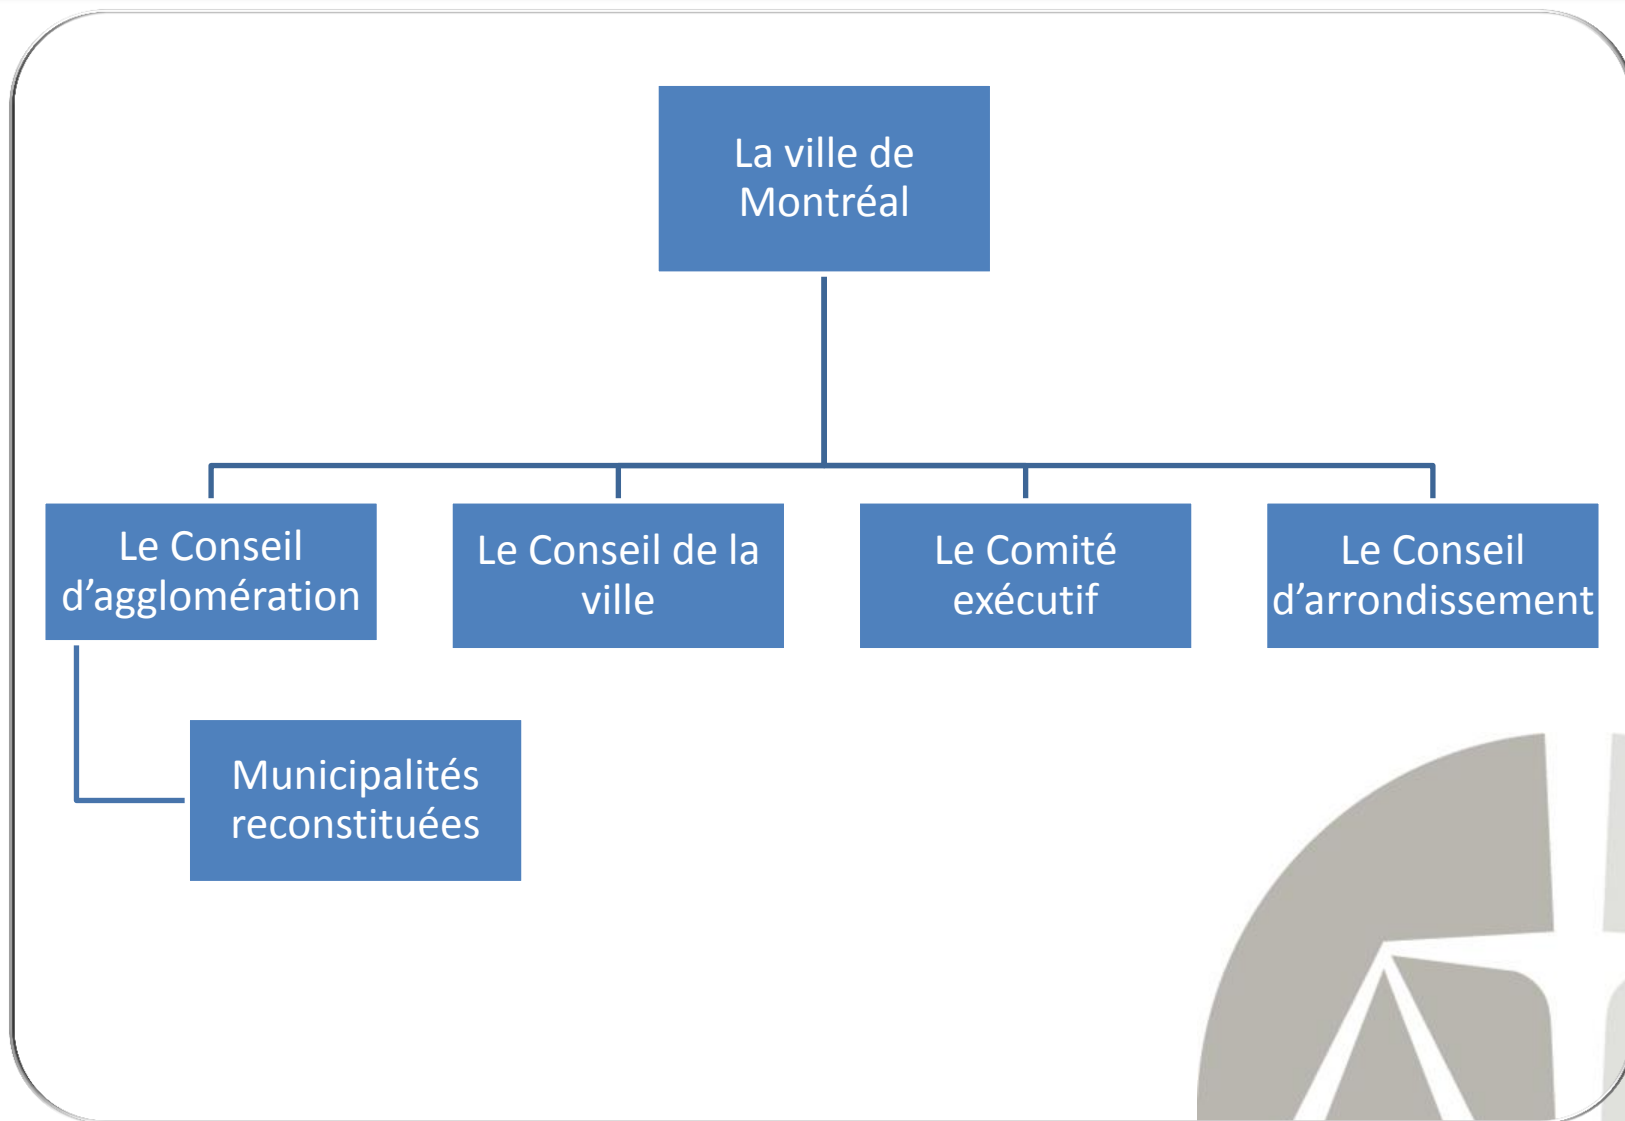 La ville de
Montréal
Le Conseil
d’agglomération
Le Conseil de la
ville
Le Comité
exécutif
Le Conseil
d’arrondissement
Municipalités
reconstituées